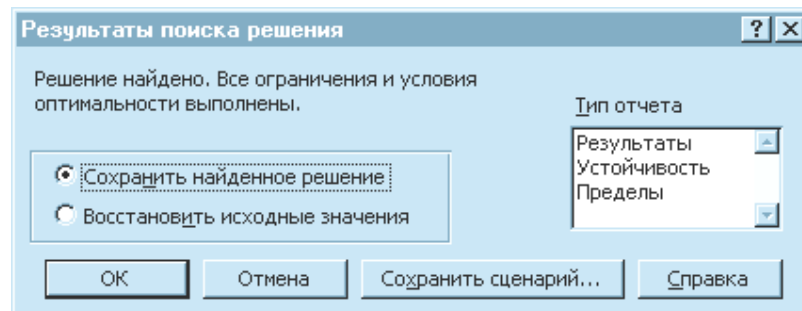 Результаты поиска решения
Решение найдено. Все ограничения и условия
оптимальности выполнены.
Тип отчета
Результаты
Устойчивость
Пределы
Сохранить найденное решение
Восстановить исходные значения
ОК
Отмена
Сохранить сценарий...
Справка